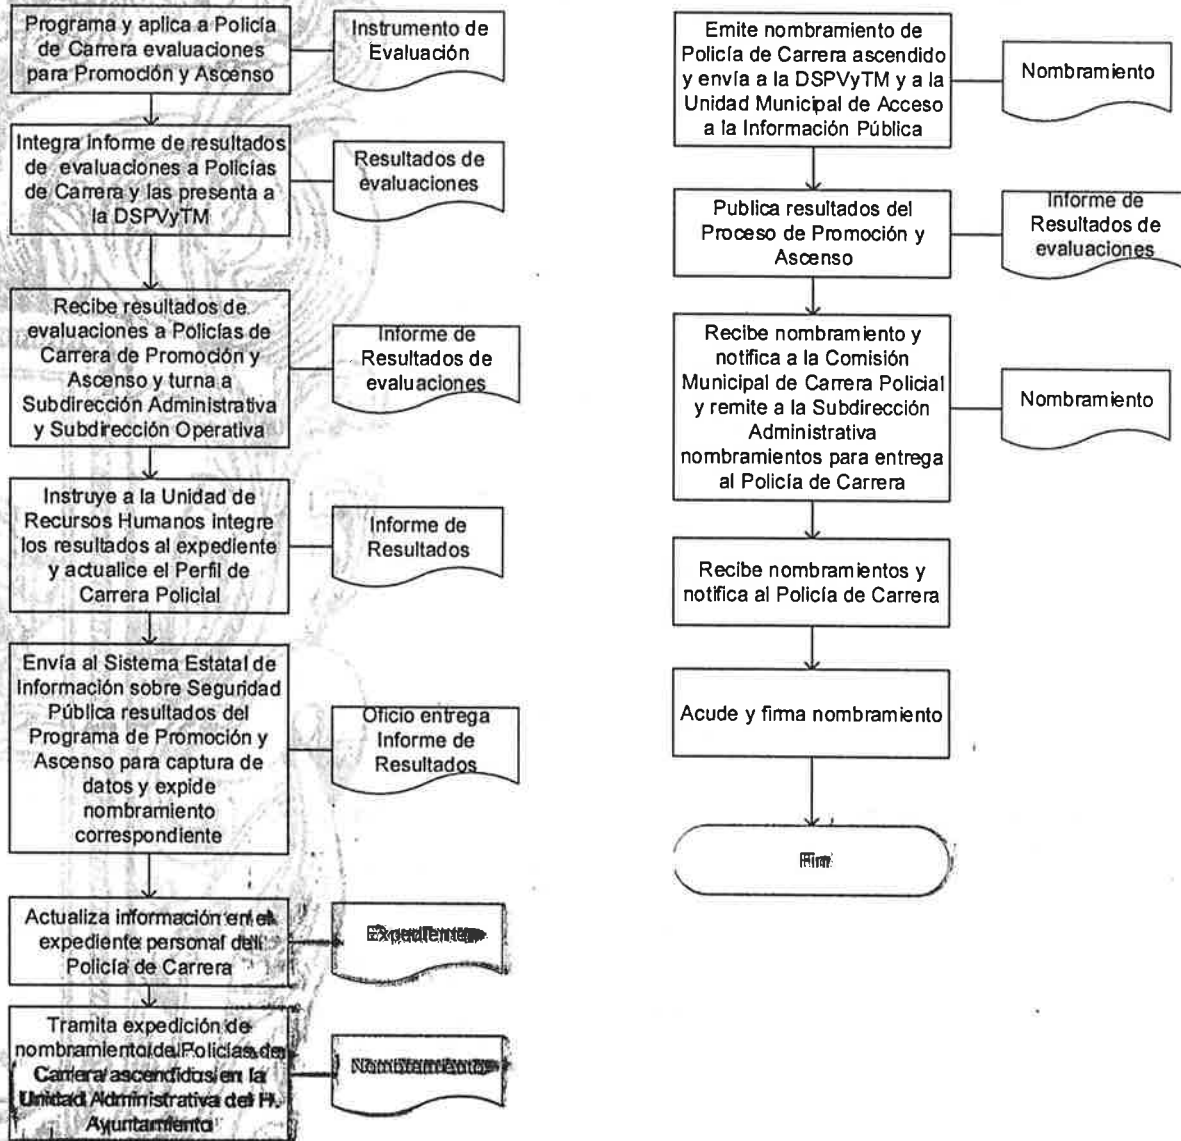 Programa y aplica a Policía
de Carrera evaluaciones
para Promoción y Ascenso
Instrumento de
Evaluación
Integra informe de resultados
de evaluaciones a Policías
de Carrera y las presenta a
la DSPVyTM
Resultados de
evaluaciones
Recibe resultados de
evaluaciones a Policías de
Carrera de Promoción y
Ascenso y turna a
Subdirección Administrativa
y Subdirección Operativa
Informe de
Resultados de
evaluaciones
Instruye a la Unidad de
Recursos Humanos integre
los resultados al expediente
y actualice el Perfil de
Carrera Policial
Informe de
Resultados
Envía al Sistema Estatal de
Información sobre Seguridad
Pública resultados del
Programa de Promoción y
Ascenso para captura de
datos y expide
nombramiento
correspondiente
Oficio entrega
Informe de
Resultados
Actualiza información en el
expediente personal del
Policía de Carrera
Expediente
Tramita expedición de
nombramiento de Policías de
Carrera ascendidos en la
Unidad Administrativa del H.
Ayuntamiento
Nombramiento
Emite nombramiento de
Policía de Carrera ascendido
y envía a la DSPVyTM y a la
Unidad Municipal de Acceso
a la Información Pública
Nombramiento
Publica resultados del
Proceso de Promoción y
Ascenso
Informe de
Resultados de
evaluaciones
Recibe nombramiento y
notifica a la Comisión
Municipal de Carrera Policial
y remite a la Subdirección
Administrativa
nombramientos para entrega
al Policía de Carrera
Nombramiento
Recibe nombramientos y
notifica al Policía de Carrera
Acude y firma nombramiento
Fin